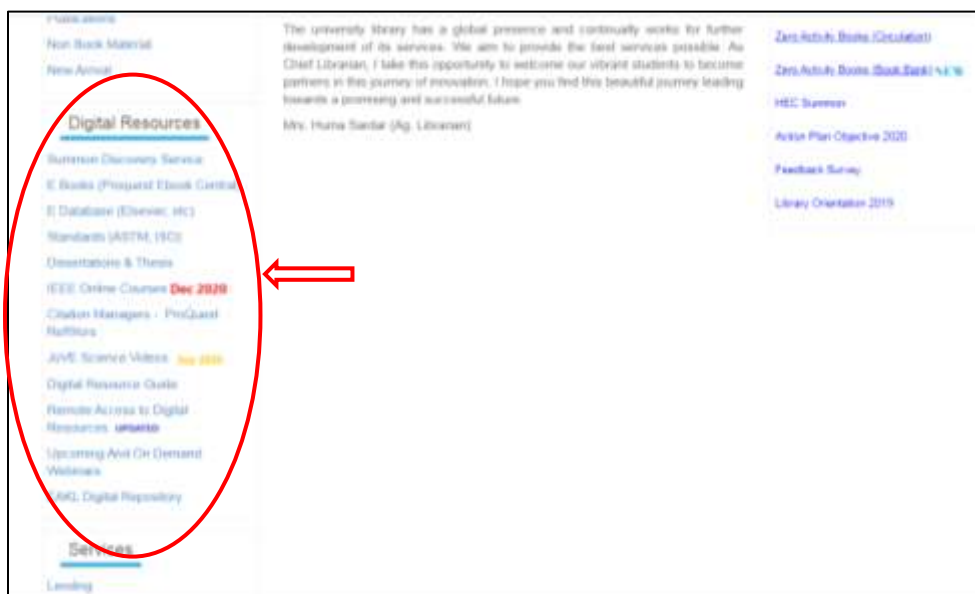 Publications
Non Book Material
New Arrival
Digital Resources
Summon Discovery Service
E Books (Proquest Ebook Central)
E Database (Elsevier, etc)
Standards (ASTM, ISO)
Dissertations & Thesis
IEEE Online Courses Dec 2020
Citation Managers - ProQuest
RefWorks
JoVE Science Videos
Digital Resource Guide
Remote Access to Digital
Resources UPDATED
Upcoming And On Demand
Webinars
Digital Repository
Services
Lending
The university library has a global presence and continually works for further
development of its services. We aim to provide the best services possible. As
Chief Librarian, I take this opportunity to welcome our vibrant students to become
partners in this journey of innovation. I hope you find this beautiful journey leading
towards a promising and successful future.
Mrs. Huma Sardar (Ag. Librarian)
Zero Activity Books (Circulation)
Zero Activity Books (Book Bank) NEW
HEC Summon
Action Plan Objective 2020
Feedback Survey
Library Orientation 2019